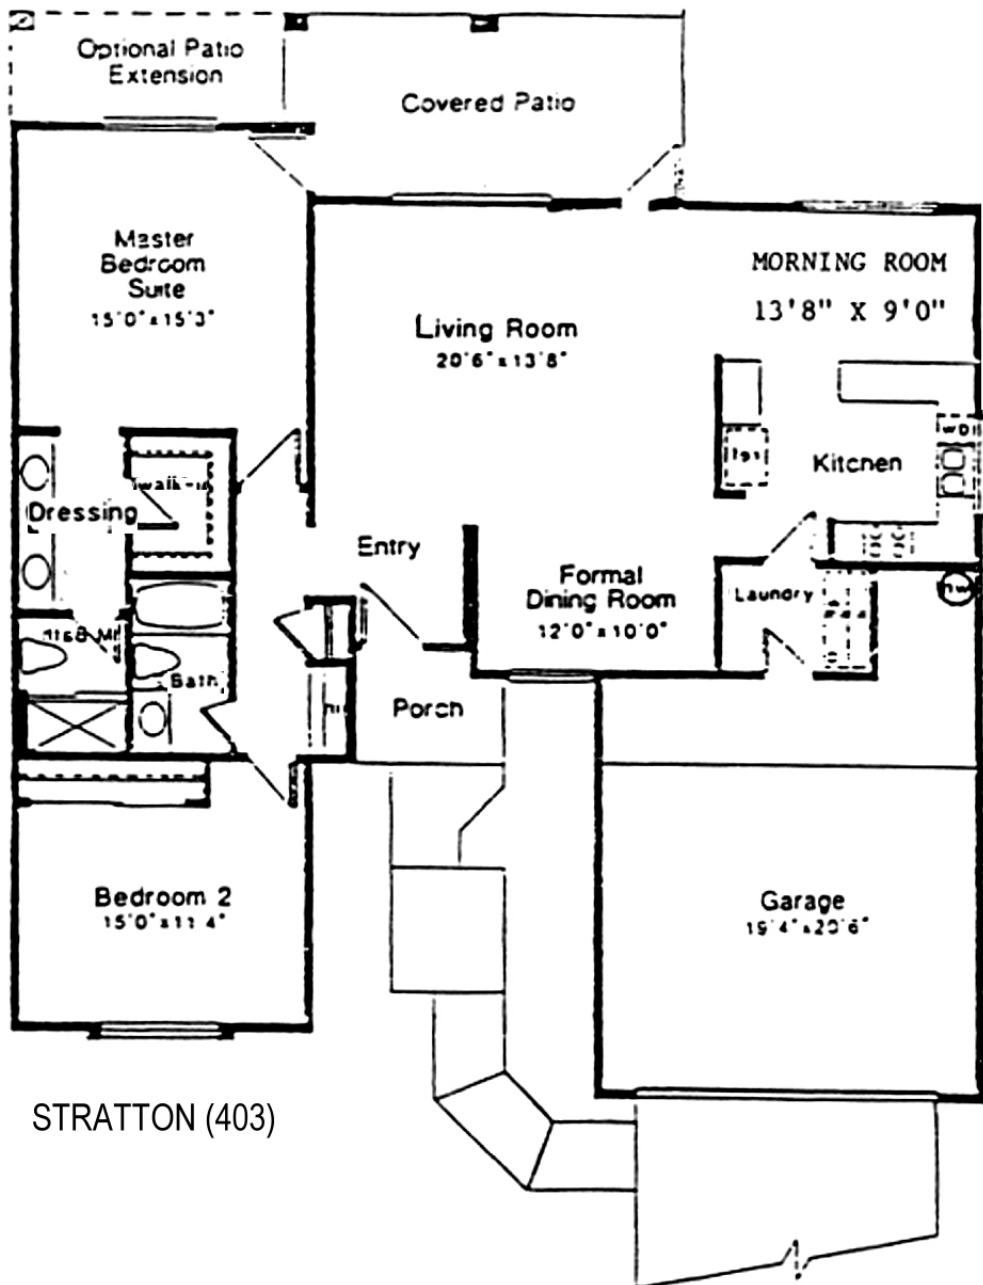 Optional Patio
Extension
Covered Patio
Master
Bedroom
Suite
15'0" x 15'3"
Living Room
20'6" x 13'8"
MORNING ROOM
13'8" X 9'0"
Kitchen
Dressing
Entry
Formal
Dining Room
12'0" x 10'0"
Laundry
Bath
Porch
Bedroom 2
15'0" x 11'4"
Garage
19'4" x 20'6"
STRATTON (403)